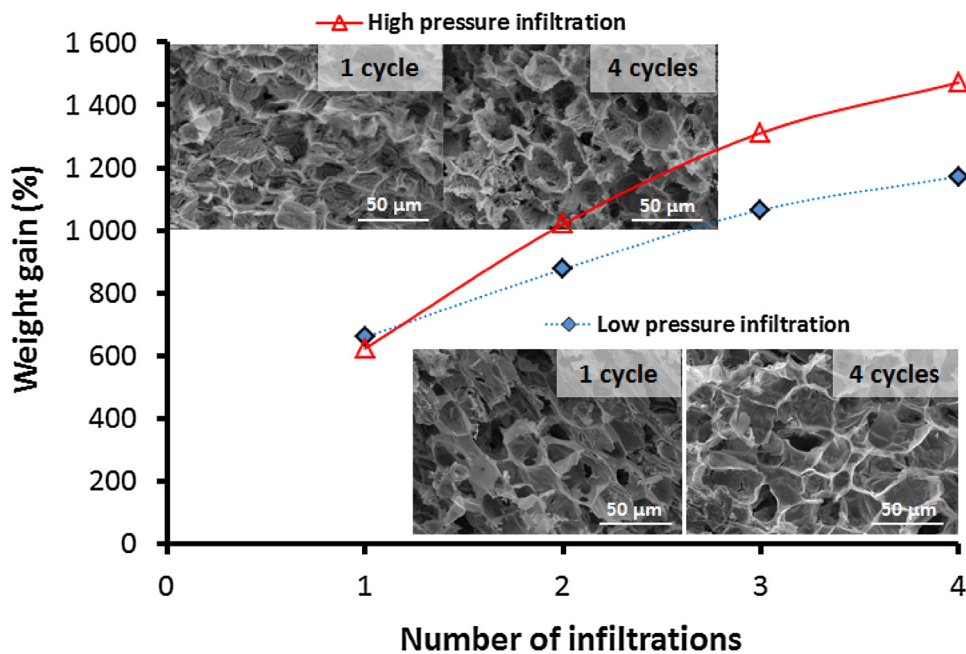 High pressure infiltration
1 600
1 cycle
4 cycles
1 400
1 200
50 µm
50 µm
1 000
Weight gain (%)
800
Low pressure infiltration
600
1 cycle
4 cycles
400
200
50 µm
50 µm
0
0
1
2
3
4
Number of infiltrations